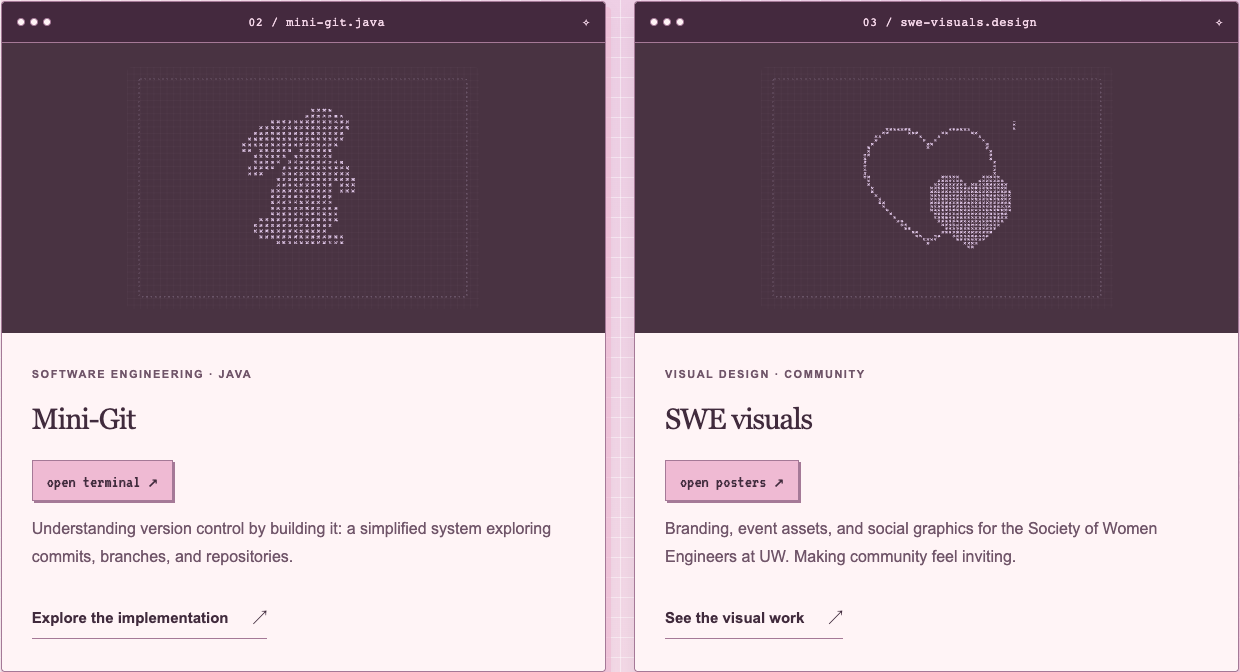 02 / mini-git.java
SOFTWARE ENGINEERING · JAVA
Mini-Git
open terminal ↗
Understanding version control by building it: a simplified system exploring
commits, branches, and repositories.
Explore the implementation ↗
03 / swe-visuals.design
VISUAL DESIGN · COMMUNITY
SWE visuals
open posters ↗
Branding, event assets, and social graphics for the Society of Women
Engineers at UW. Making community feel inviting.
See the visual work ↗